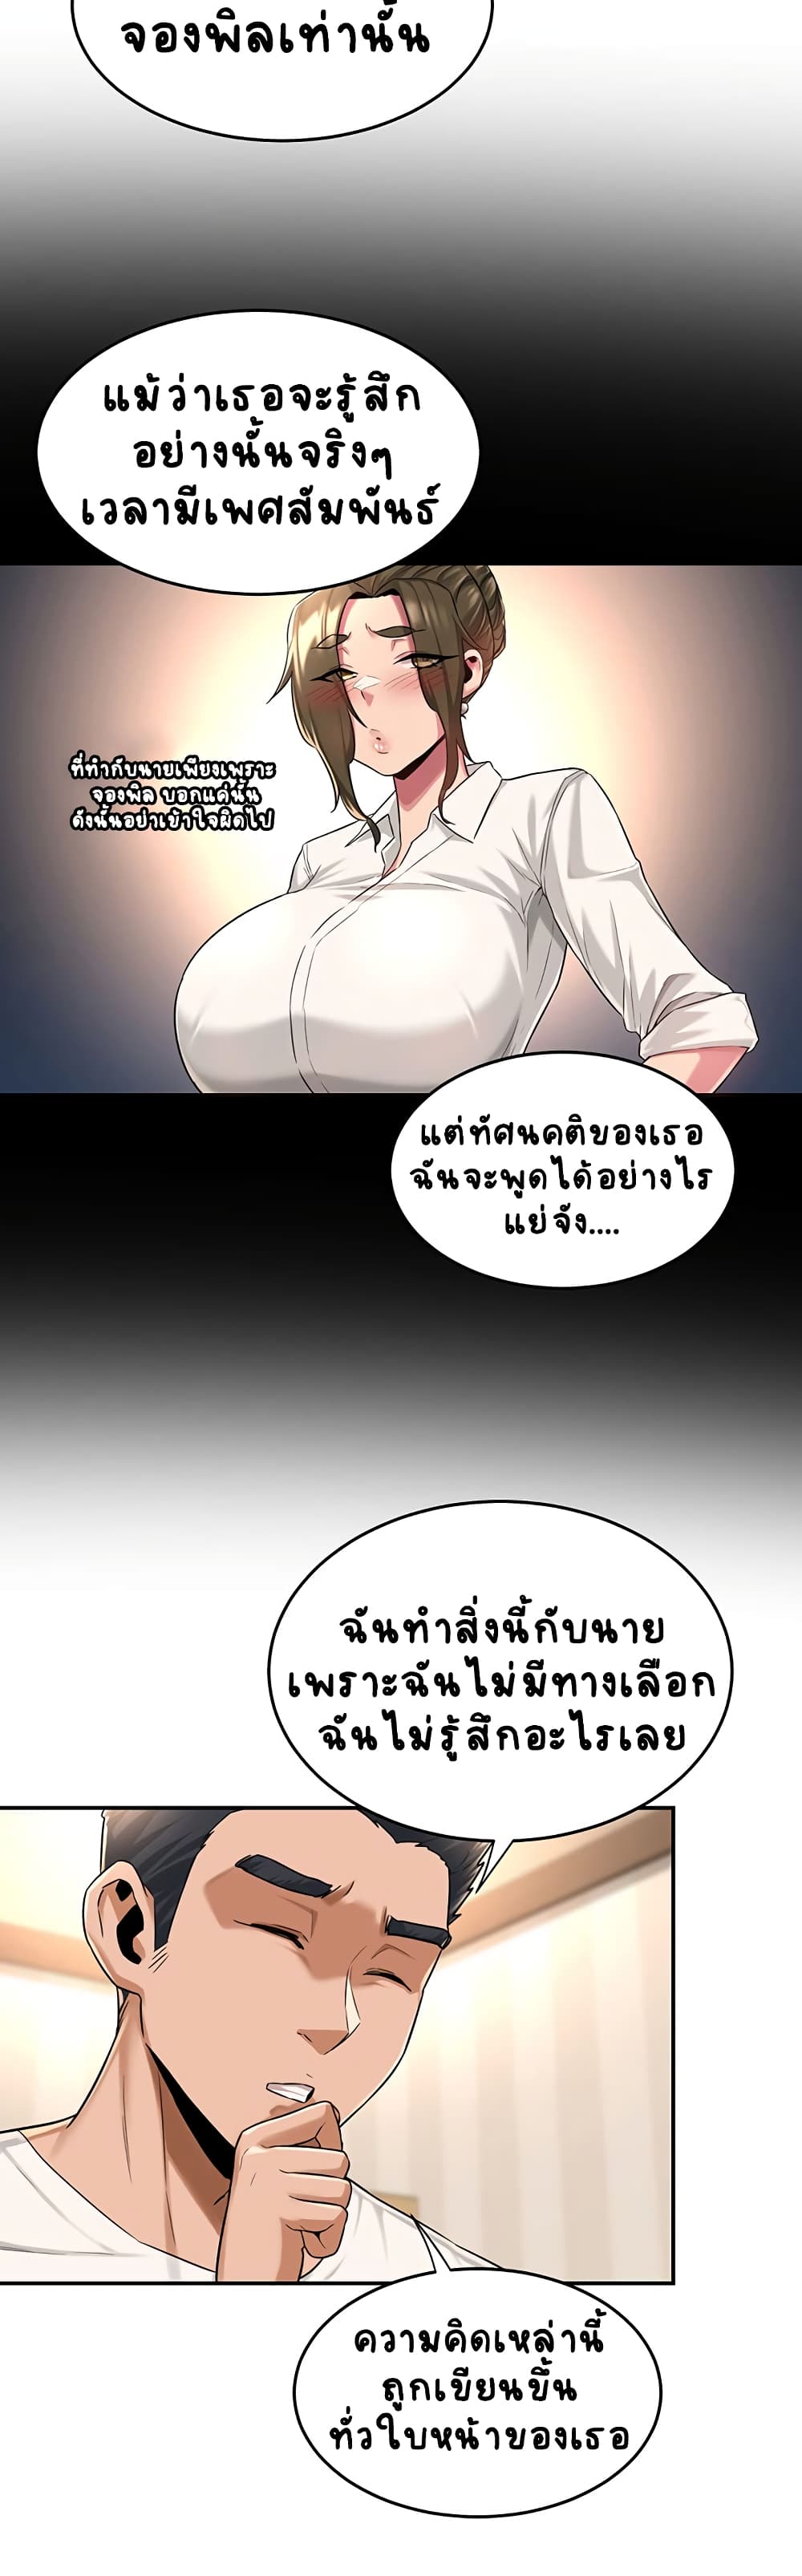 จองพิลเท่านั้น
แม้ว่าเธอจะรู้สึก
อย่างนั้นจริงๆ
เวลามีเพศสัมพันธ์
ที่ทำกับนายเพียงเพราะ
จองพิล บอกแค่นั้น
ดังนั้นอย่าเข้าใจผิดไป
แต่ทัศนคติของเธอ
ฉันจะพูดได้อย่างไร
แย่จัง....
ฉันทำสิ่งนี้กับนาย
เพราะฉันไม่มีทางเลือก
ฉันไม่รู้สึกอะไรเลย
ความคิดเหล่านี้
ถูกเขียนขึ้น
ทั่วใบหน้าของเธอ